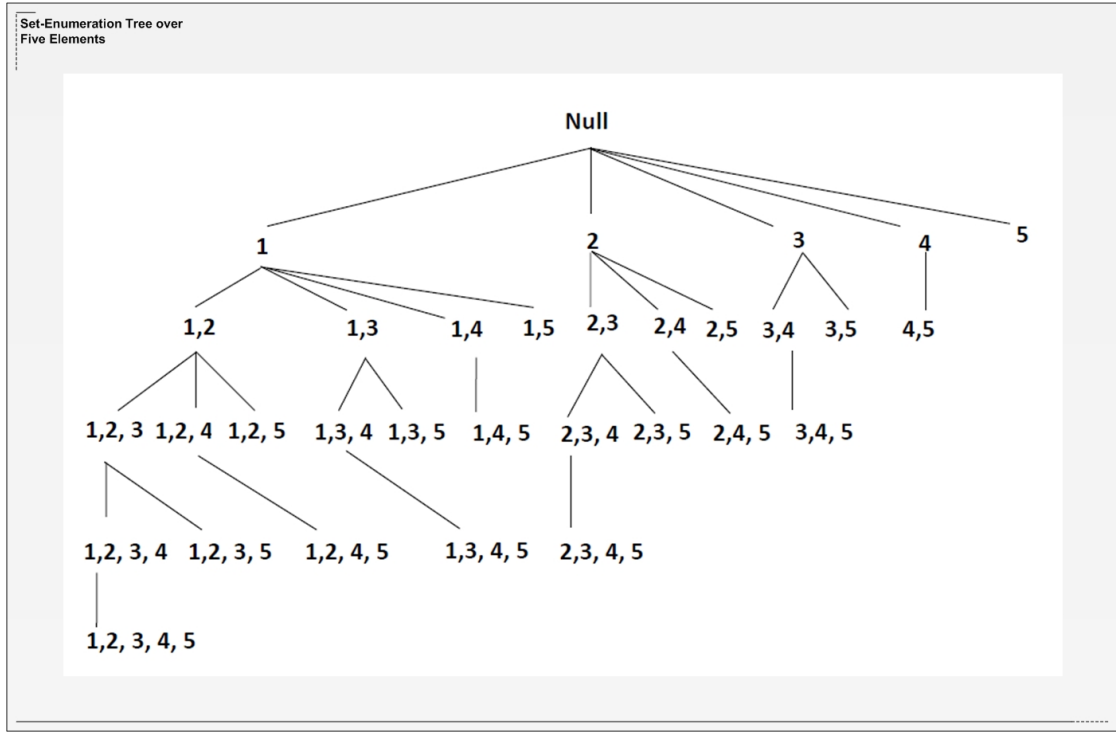 Set-Enumeration Tree over
Five Elements
Null
1 2 3 4 5
1,2 1,3 1,4 1,5 2,3 2,4 2,5 3,4 3,5 4,5
1,2, 3 1,2, 4 1,2, 5 1,3, 4 1,3, 5 1,4, 5 2,3, 4 2,3, 5 2,4, 5 3,4, 5
1,2, 3, 4 1,2, 3, 5 1,2, 4, 5 1,3, 4, 5 2,3, 4, 5
1,2, 3, 4, 5